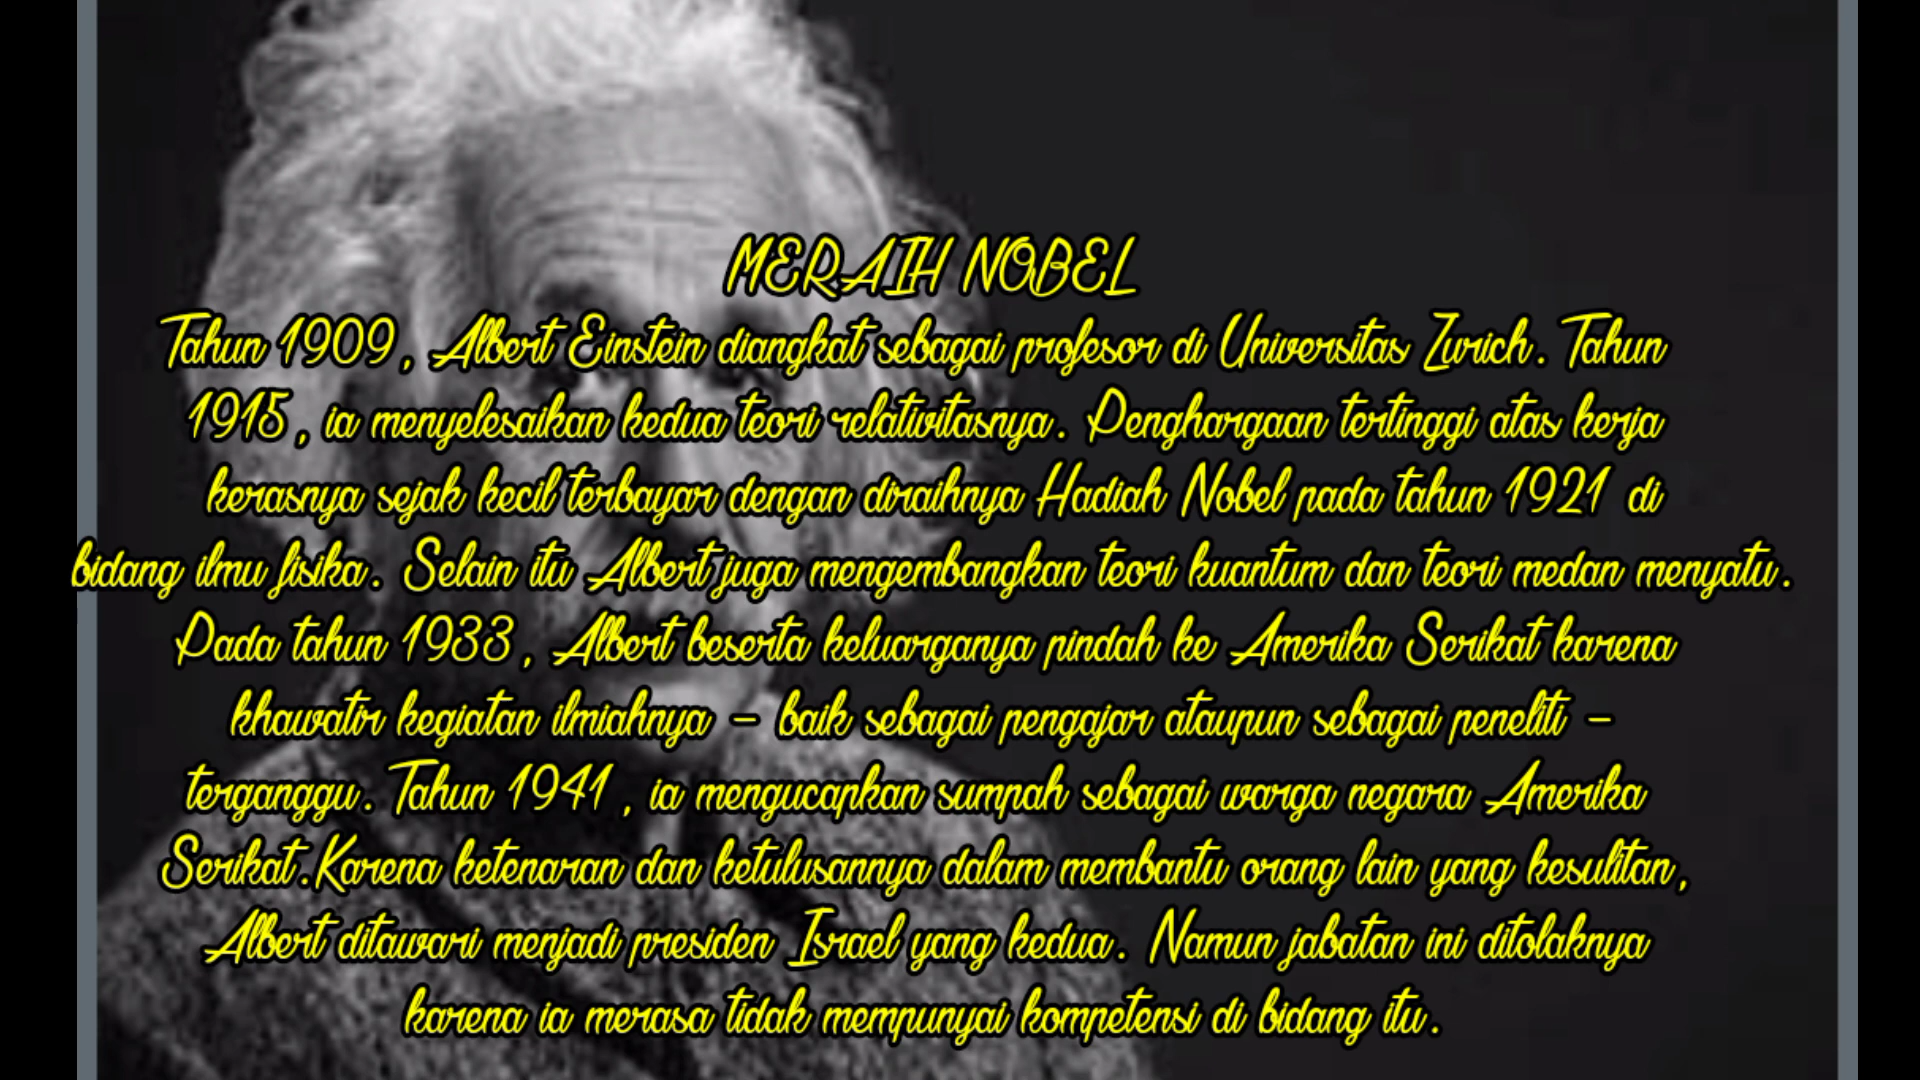 MERAIH NOBEL
Tahun 1909, Albert Einstein diangkat sebagai profesor di Universitas Zurich. Tahun
1915, ia menyelesaikan kedua teori relativitasnya. Penghargaan tertinggi atas kerja
kerasnya sejak kecil terbayar dengan diraihnya Hadiah Nobel pada tahun 1921 di
bidang ilmu fisika. Selain itu Albert juga mengembangkan teori kuantum dan teori medan menyatu.
Pada tahun 1933, Albert beserta keluarganya pindah ke Amerika Serikat karena
khawatir kegiatan ilmiahnya – baik sebagai pengajar ataupun sebagai peneliti –
terganggu. Tahun 1941, ia mengucapkan sumpah sebagai warga negara Amerika
Serikat.Karena ketenaran dan ketulusannya dalam membantu orang lain yang kesulitan,
Albert ditawari menjadi presiden Israel yang kedua. Namun jabatan ini ditolaknya
karena ia merasa tidak mempunyai kompetensi di bidang itu.